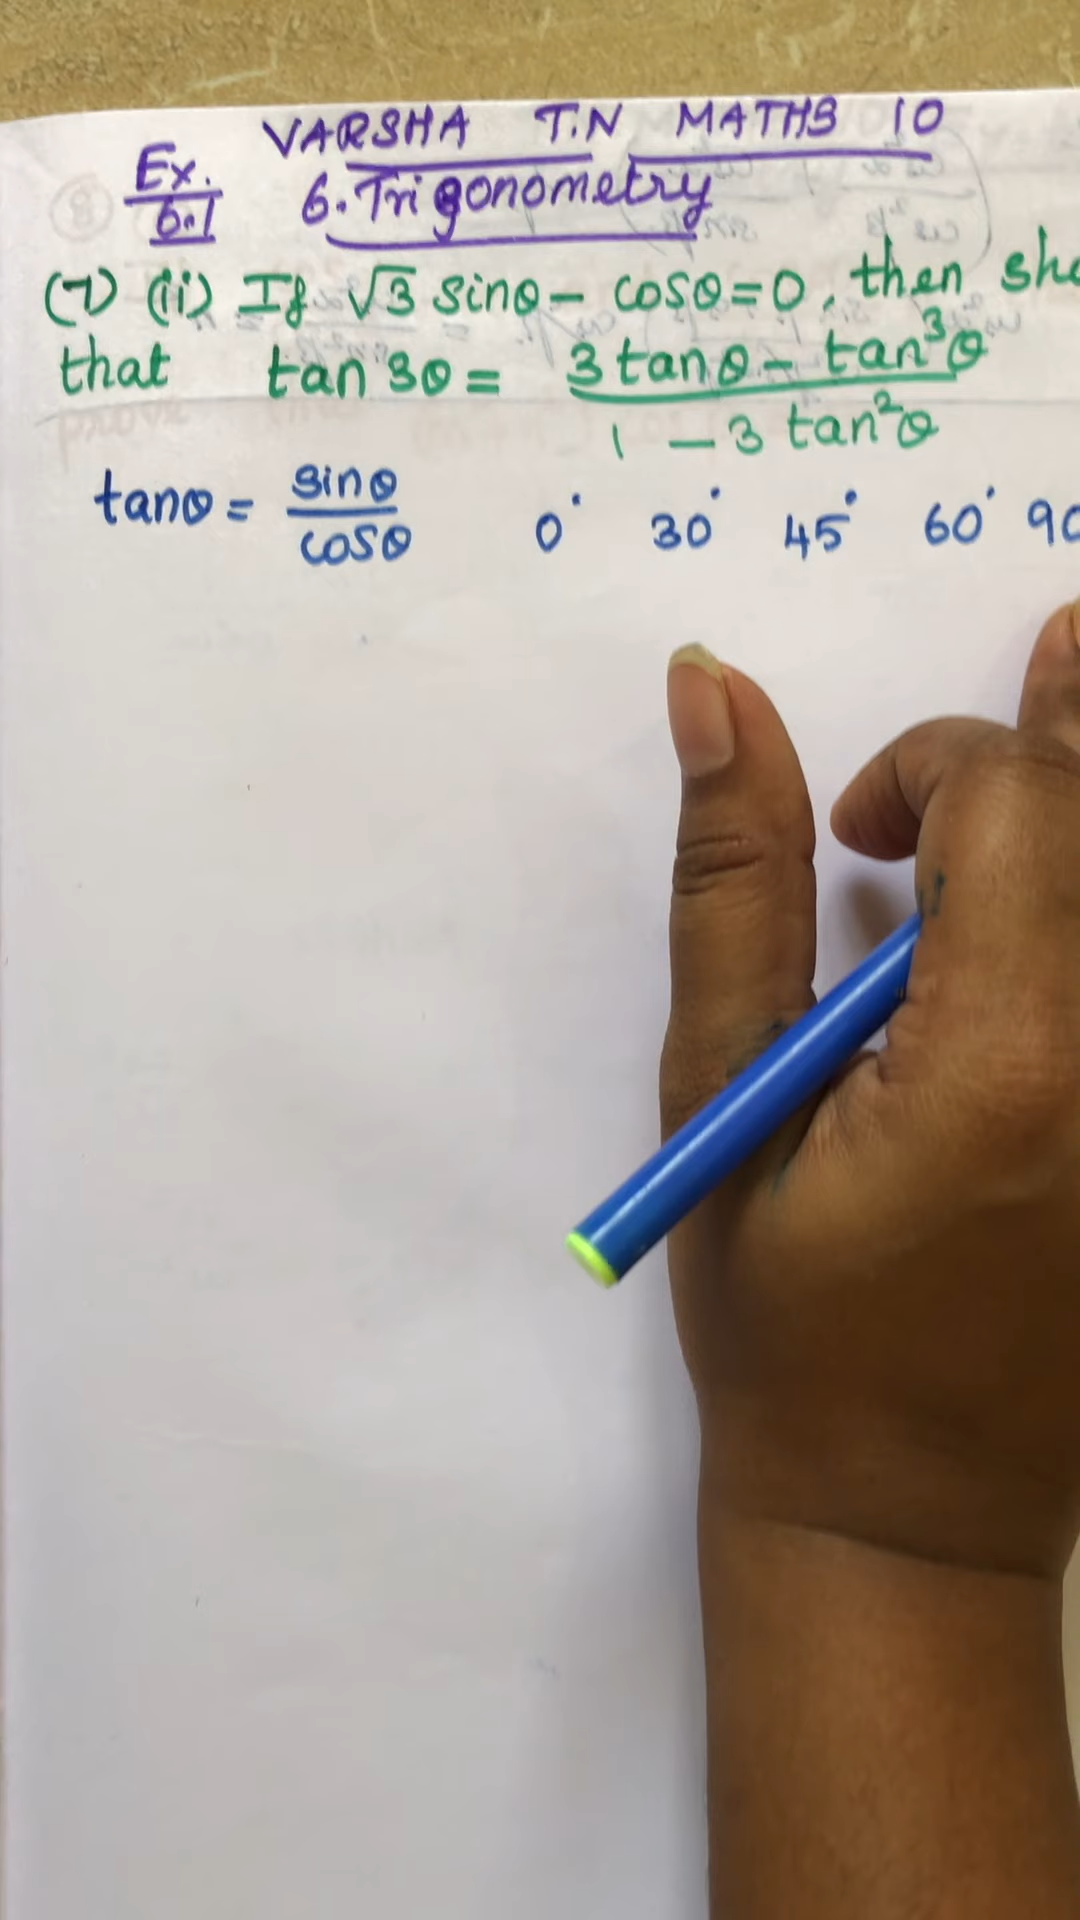 VARSHA T.N MATHS 10
Ex. 6.1
6. Trigonometry
(7) (ii) If √3 sinθ − cosθ = 0, then sho
that tan 3θ = (3 tanθ − tan³θ) / (1 − 3 tan²θ)
tanθ = sinθ / cosθ 0° 30° 45° 60° 90